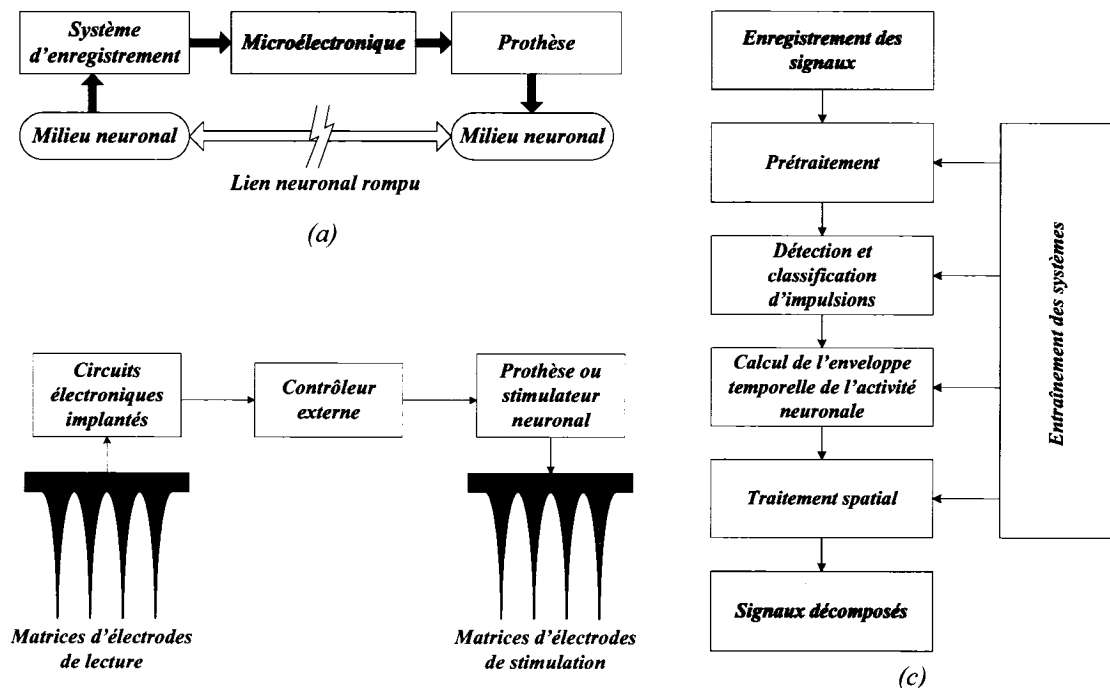 Système
d'enregistrement
Microélectronique
Prothèse
Milieu neuronal
Milieu neuronal
Lien neuronal rompu
(a)
Circuits
électroniques
implantés
Contrôleur
externe
Prothèse ou
stimulateur
neuronal
Matrices d'électrodes
de lecture
Matrices d'électrodes
de stimulation
Enregistrement des
signaux
Prétraitement
Détection et
classification
d'impulsions
Calcul de l'enveloppe
temporelle de l'activité
neuronale
Traitement spatial
Signaux décomposés
Entraînement des systèmes
(c)